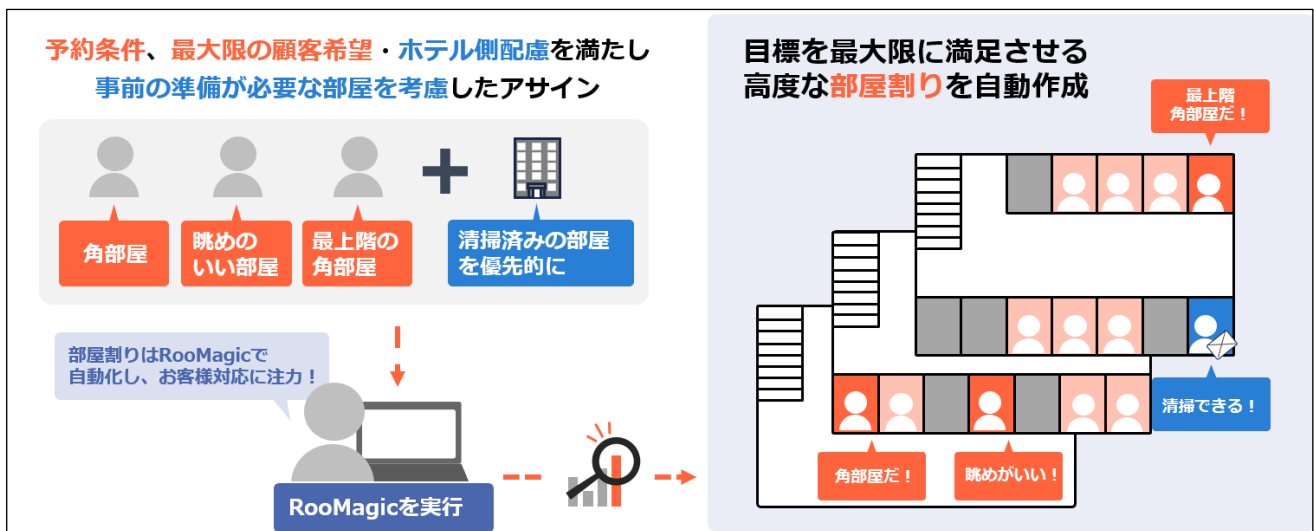 予約条件、最大限の顧客希望・ホテル側配慮を満たし
事前の準備が必要な部屋を考慮したアサイン
角部屋
眺めの
いい部屋
最上階の
角部屋
清掃済みの部屋
を優先的に
部屋割りはRooMagicで
自動化し、お客様対応に注力！
RooMagicを実行
目標を最大限に満足させる
高度な部屋割りを自動作成
最上階
角部屋だ！
清掃できる！
角部屋だ！
眺めがいい！